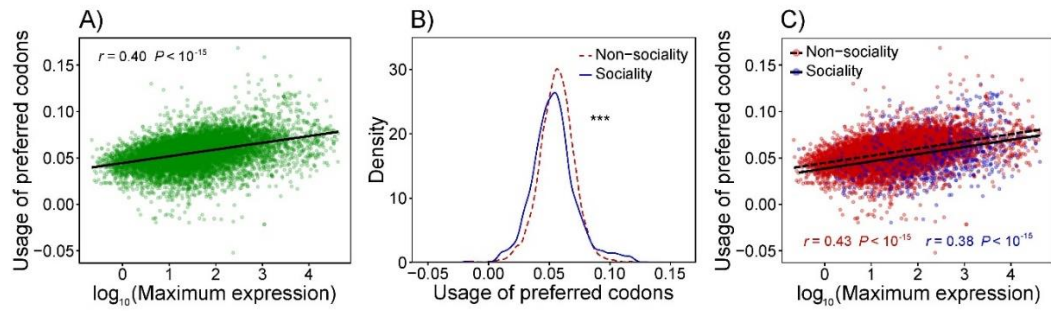 A)
r = 0.40 P < 10⁻¹⁵
Usage of preferred codons
0.15
0.10
0.05
0.00
−0.05
0 1 2 3 4
log₁₀(Maximum expression)
B)
Non−sociality
Sociality
***
Density
30
20
10
0
−0.05 0.00 0.05 0.10 0.15
Usage of preferred codons
C)
Non−sociality
Sociality
Usage of preferred codons
0.15
0.10
0.05
0.00
−0.05
r = 0.43 P < 10⁻¹⁵ r = 0.38 P < 10⁻¹⁵
0 1 2 3 4
log₁₀(Maximum expression)